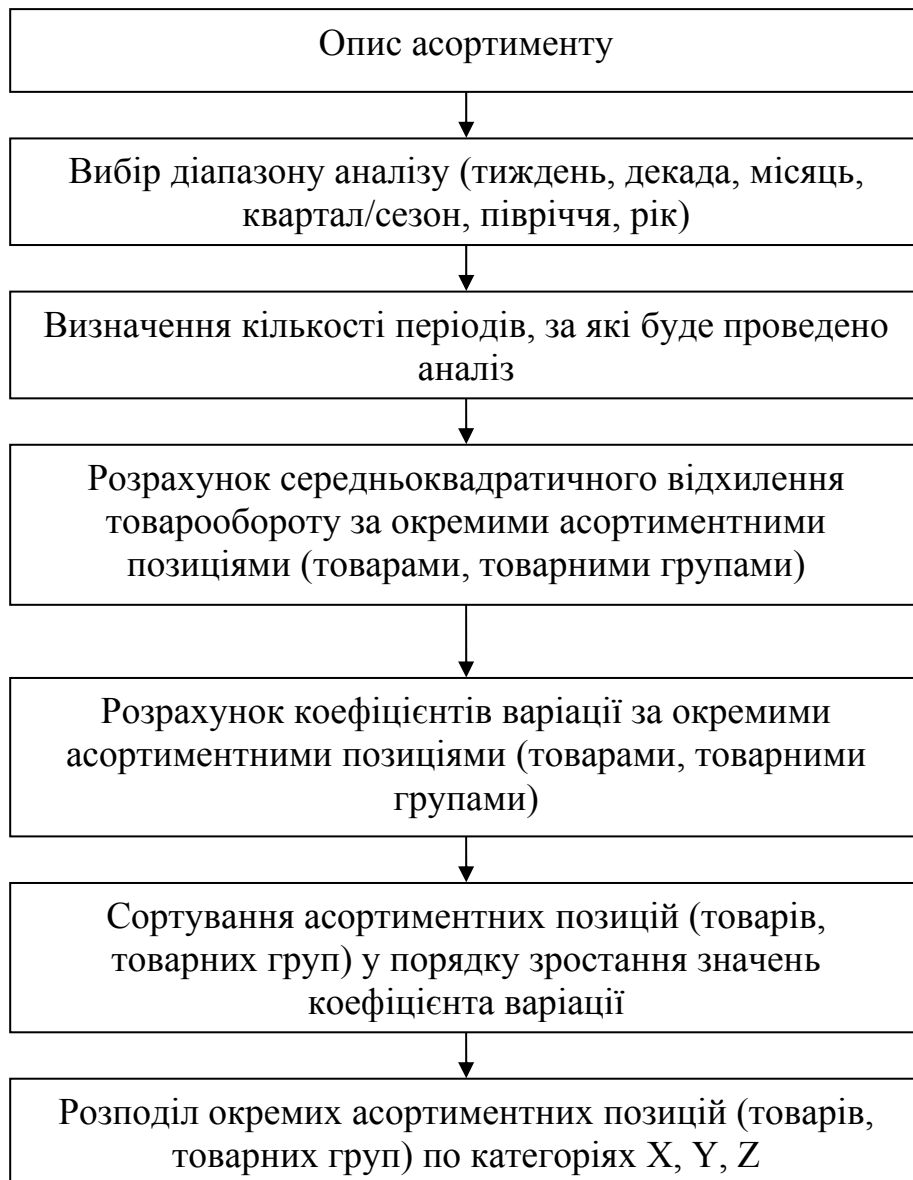 Опис асортименту
Вибір діапазону аналізу (тиждень, декада, місяць,
квартал/сезон, півріччя, рік)
Визначення кількості періодів, за які буде проведено
аналіз
Розрахунок середньоквадратичного відхилення
товарообороту за окремими асортиментними
позиціями (товарами, товарними групами)
Розрахунок коефіцієнтів варіації за окремими
асортиментними позиціями (товарами, товарними
групами)
Сортування асортиментних позицій (товарів,
товарних груп) у порядку зростання значень
коефіцієнта варіації
Розподіл окремих асортиментних позицій (товарів,
товарних груп) по категоріях X, Y, Z